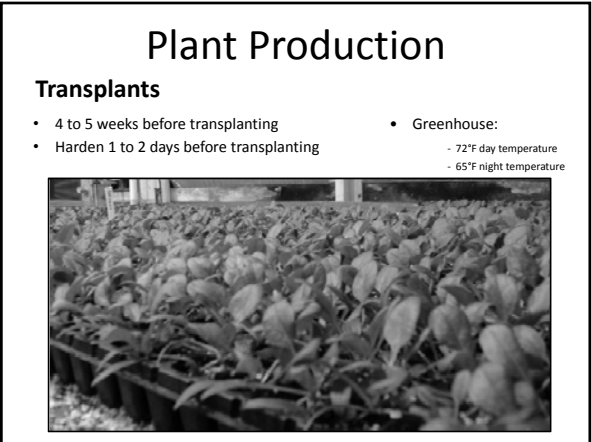 Plant Production
Transplants
• 4 to 5 weeks before transplanting
• Harden 1 to 2 days before transplanting
• Greenhouse:
- 72°F day temperature
- 65°F night temperature